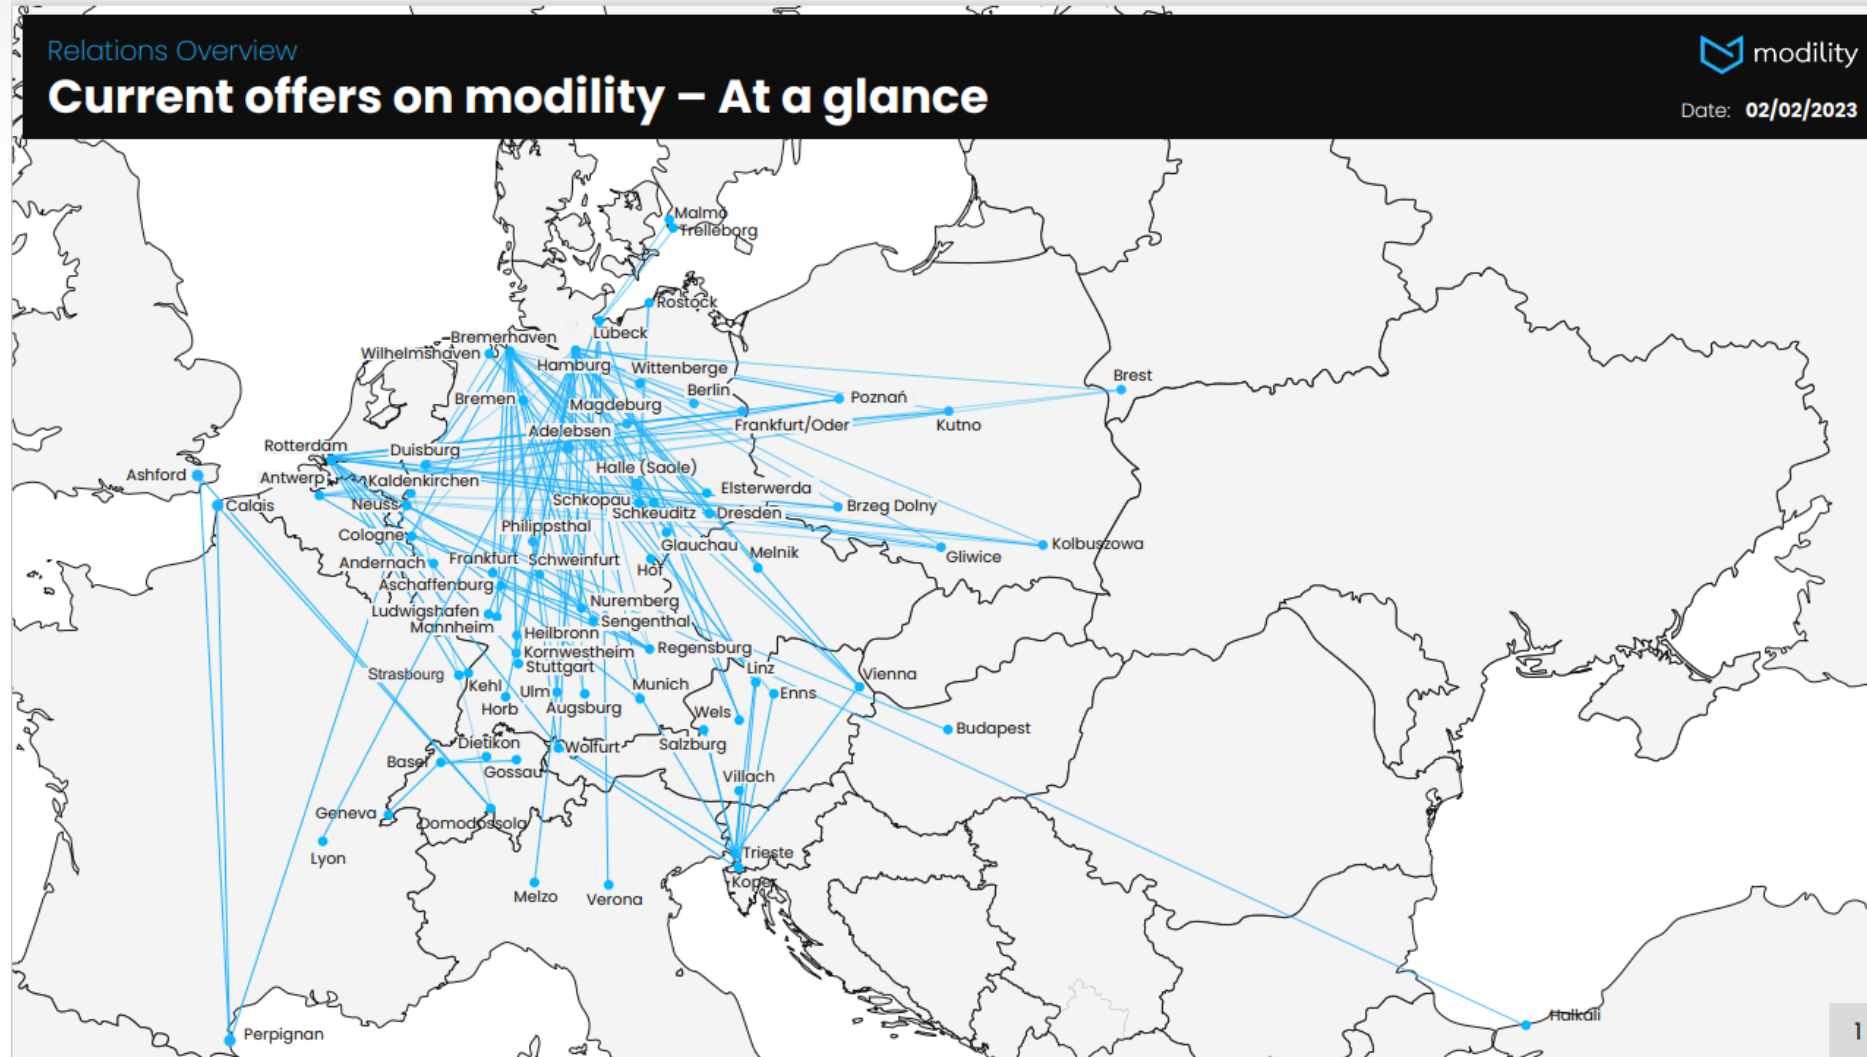 Relations Overview
Current offers on modility – At a glance
modility
Date: 02/02/2023
Malmö
Trelleborg
Rostock
Lübeck
Bremerhaven
Wilhelmshaven
Hamburg
Wittenberge
Brest
Bremen
Berlin
Poznań
Magdeburg
Frankfurt/Oder
Kutno
Adelebsen
Rotterdam
Duisburg
Ashford
Antwerp
Kaldenkirchen
Halle (Saale)
Elsterwerda
Calais
Neuss
Schkopau
Schkeuditz
Dresden
Brzeg Dolny
Cologne
Philippsthal
Glauchau
Melnik
Gliwice
Kolbuszowa
Andernach
Frankfurt
Schweinfurt
Hof
Aschaffenburg
Ludwigshafen
Nuremberg
Mannheim
Sengenthal
Heilbronn
Kornwestheim
Regensburg
Stuttgart
Linz
Strasbourg
Kehl
Ulm
Munich
Enns
Vienna
Horb
Augsburg
Wels
Budapest
Dietikon
Wolfurt
Salzburg
Basel
Gossau
Villach
Geneva
Domodossola
Lyon
Trieste
Koper
Melzo
Verona
Halkali
Perpignan
1